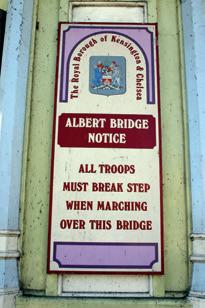 The Royal Borough of Kensington & Chelsea
ALBERT BRIDGE
NOTICE
ALL TROOPS
MUST BREAK STEP
WHEN MARCHING
OVER THIS BRIDGE